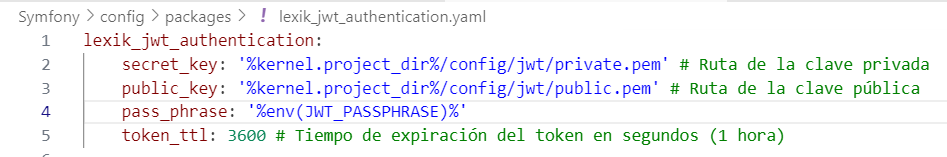 Symfony > config > packages > ! lexik_jwt_authentication.yaml
1 lexik_jwt_authentication:
2 secret_key: '%kernel.project_dir%/config/jwt/private.pem' # Ruta de la clave privada
3 public_key: '%kernel.project_dir%/config/jwt/public.pem' # Ruta de la clave pública
4 pass_phrase: '%env(JWT_PASSPHRASE)%'
5 token_ttl: 3600 # Tiempo de expiración del token en segundos (1 hora)